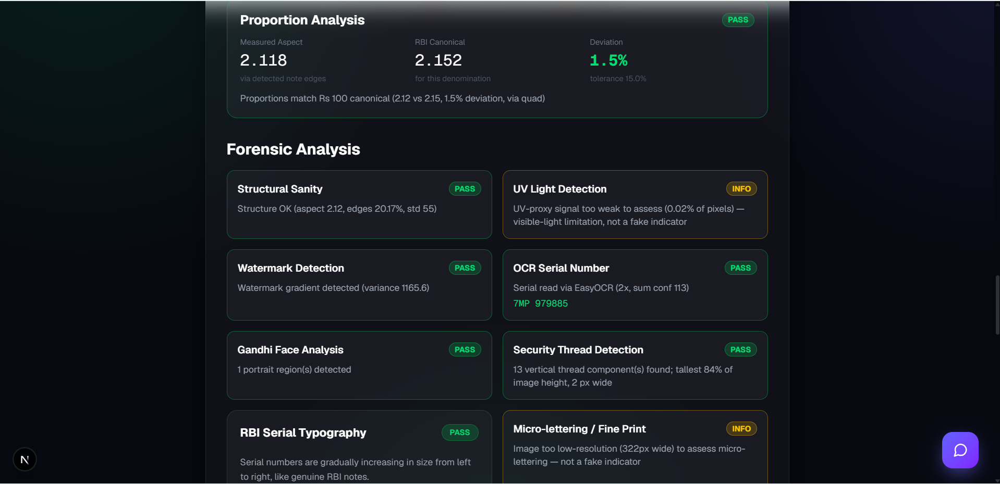 Proportion Analysis
PASS
Measured Aspect
RBI Canonical
Deviation
2.118
2.152
1.5%
via detected note edges
for this denomination
tolerance 15.0%
Proportions match Rs 100 canonical (2.12 vs 2.15, 1.5% deviation, via quad)
Forensic Analysis
Structural Sanity
PASS
Structure OK (aspect 2.12, edges 20.17%, std 55)
UV Light Detection
INFO
UV-proxy signal too weak to assess (0.02% of pixels) —
visible-light limitation, not a fake indicator
Watermark Detection
PASS
Watermark gradient detected (variance 1165.6)
OCR Serial Number
PASS
Serial read via EasyOCR (2x, sum conf 113)
7MP 979885
Gandhi Face Analysis
PASS
1 portrait region(s) detected
Security Thread Detection
PASS
13 vertical thread component(s) found; tallest 84% of
image height, 2 px wide
RBI Serial Typography
PASS
Serial numbers are gradually increasing in size from left
to right, like genuine RBI notes.
Micro-lettering / Fine Print
INFO
Image too low-resolution (322px wide) to assess micro-
lettering — not a fake indicator
N